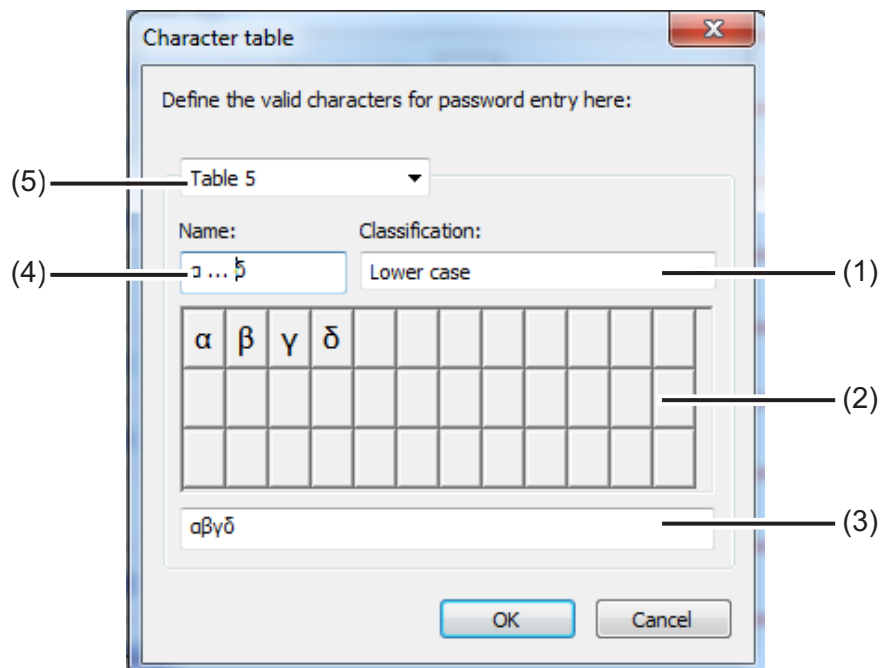 Character table
Define the valid characters for password entry here:
(5) Table 5
Name: Classification:
(4) α ... δ Lower case (1)
α β γ δ
(2)
αβγδ (3)
OK Cancel